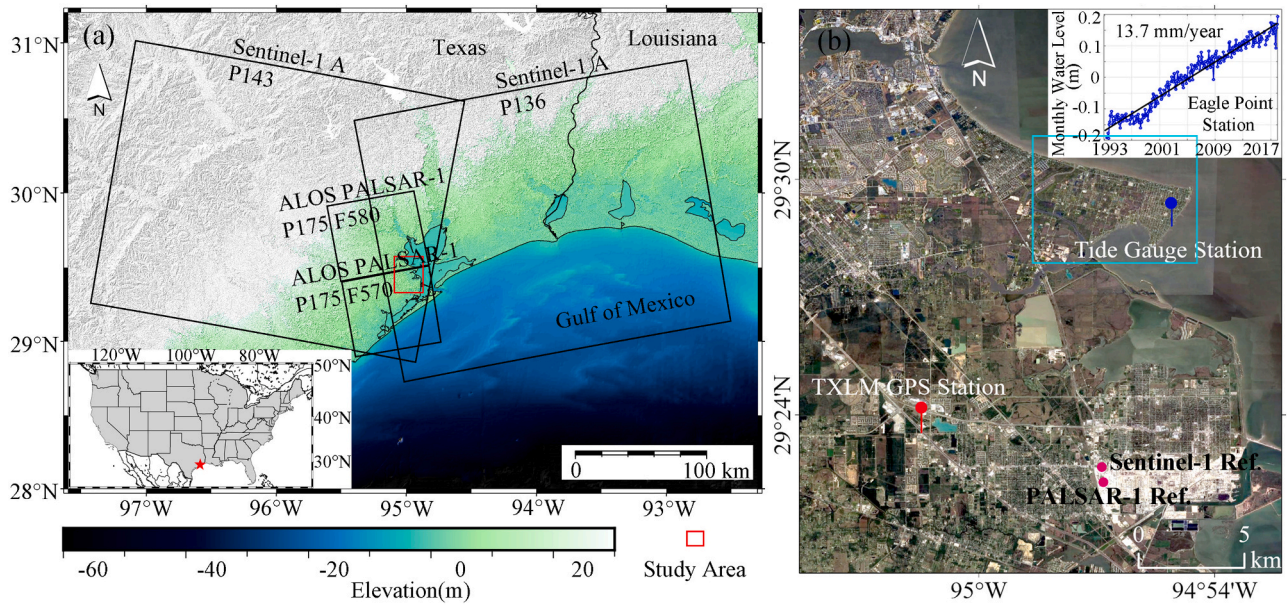 (a)
31°N
30°N
29°N
28°N
97°W
96°W
95°W
94°W
93°W
Sentinel-1 A
P143
Texas
Louisiana
Sentinel-1 A
P136
N
ALOS PALSAR-1
P175 F580
ALOS PALSAR-1
P175 F570
Gulf of Mexico
120°W
100°W
80°W
50°N
40°N
30°N
0
100 km
-60
-40
-20
0
20
Elevation(m)
Study Area
(b)
N
Monthly Water Level
(m)
0.2
0.1
0
-0.1
-0.2
13.7 mm/year
Eagle Point
Station
1993
2001
2009
2017
29°30'N
29°24'N
Tide Gauge Station
TXLM GPS Station
Sentinel-1 Ref.
PALSAR-1 Ref.
0
5
km
95°W
94°54'W